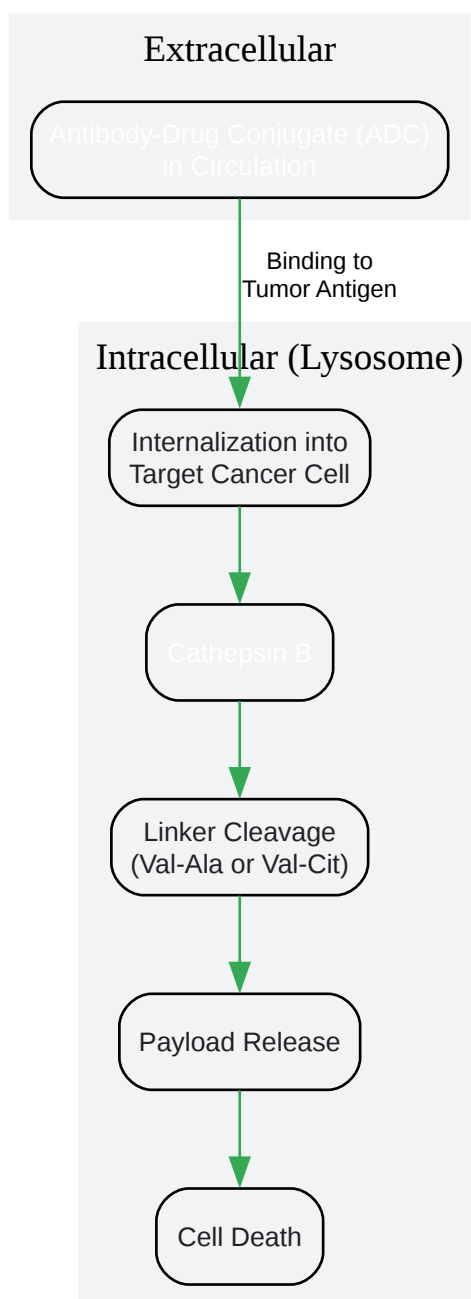 Extracellular
Antibody-Drug Conjugate (ADC)
in Circulation
Binding to
Tumor Antigen
Intracellular (Lysosome)
Internalization into
Target Cancer Cell
Cathepsin B
Linker Cleavage
(Val-Ala or Val-Cit)
Payload Release
Cell Death